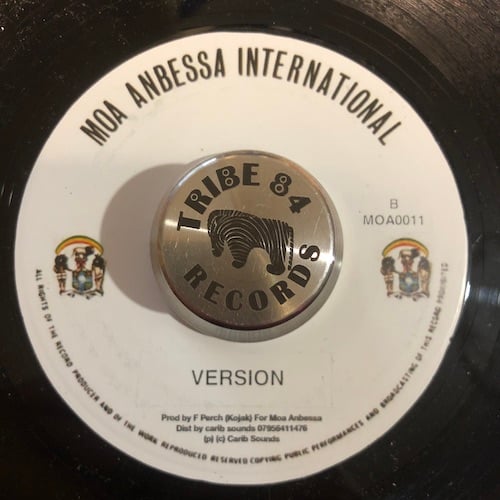 MOA ANBESSA INTERNATIONAL
TRIBE 84
RECORDS
B
MOA0011
VERSION
Prod by F Perch (Kojak) For Moa Anbessa
Dist by carib sounds 07956411476
(p) (c) Carib Sounds
ALL RIGHTS OF THE RECORD PRODUCER AND OF THE WORK REPRODUCED RESERVED COPYING PUBLIC PERFORMANCES AND BROADCASTING OF THIS RECORD PROHIBITED